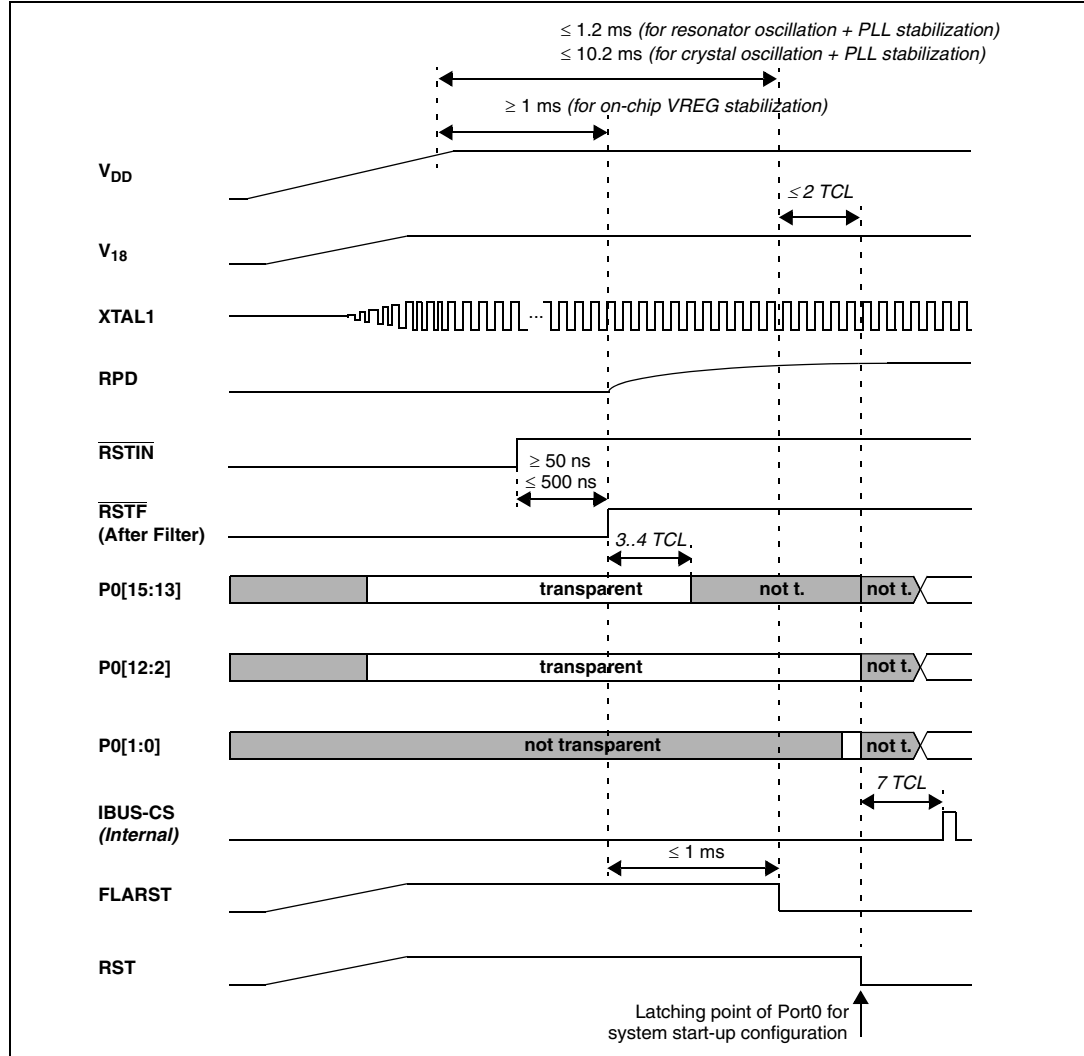 ≤ 1.2 ms (for resonator oscillation + PLL stabilization)
≤ 10.2 ms (for crystal oscillation + PLL stabilization)
≥ 1 ms (for on-chip VREG stabilization)
VDD
≤ 2 TCL
V18
XTAL1
...
RPD
RSTIN
≥ 50 ns
≤ 500 ns
RSTF
(After Filter)
3..4 TCL
P0[15:13]
transparent
not t.
not t.
P0[12:2]
transparent
not t.
P0[1:0]
not transparent
not t.
7 TCL
IBUS-CS
(Internal)
≤ 1 ms
FLARST
RST
Latching point of Port0 for
system start-up configuration